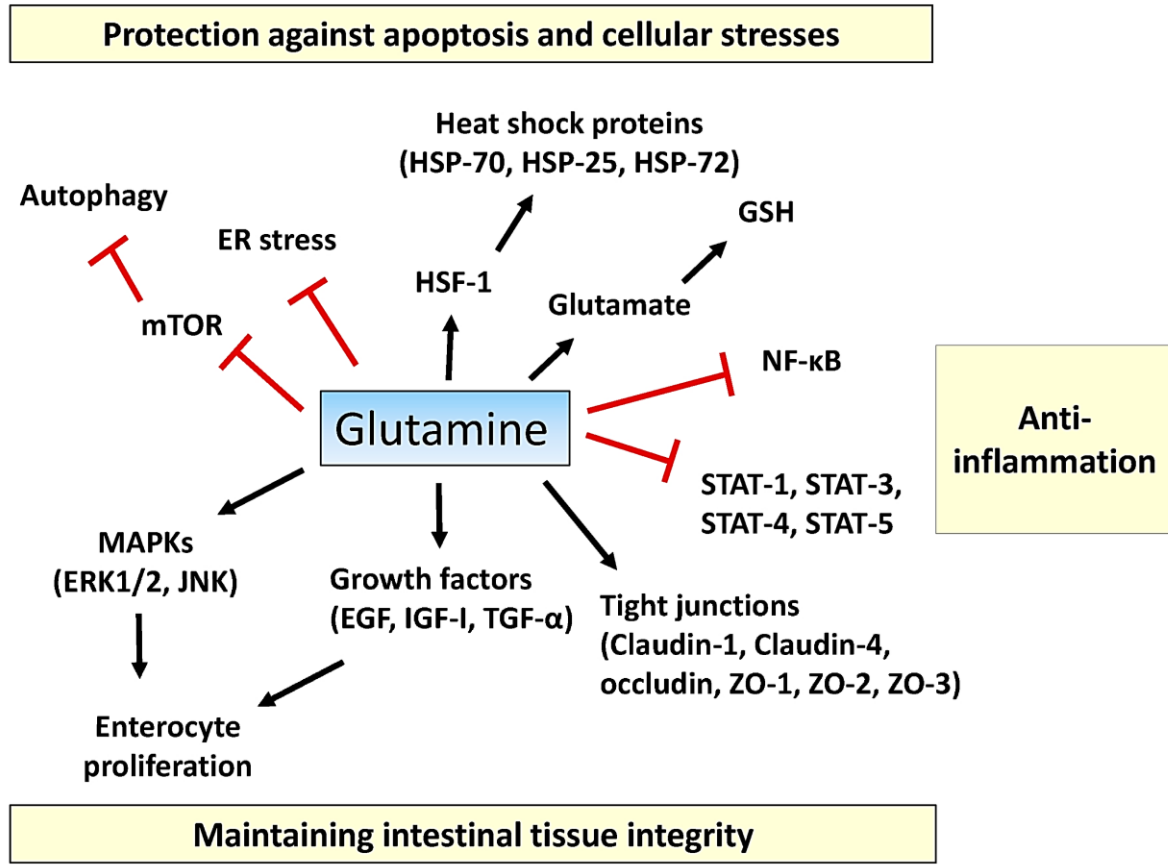 Protection against apoptosis and cellular stresses
Heat shock proteins
(HSP-70, HSP-25, HSP-72)
Autophagy
GSH
ER stress
HSF-1
Glutamate
mTOR
NF-κB
Glutamine
Anti-
inflammation
STAT-1, STAT-3,
STAT-4, STAT-5
MAPKs
(ERK1/2, JNK)
Growth factors
(EGF, IGF-I, TGF-α)
Tight junctions
(Claudin-1, Claudin-4,
occludin, ZO-1, ZO-2, ZO-3)
Enterocyte
proliferation
Maintaining intestinal tissue integrity